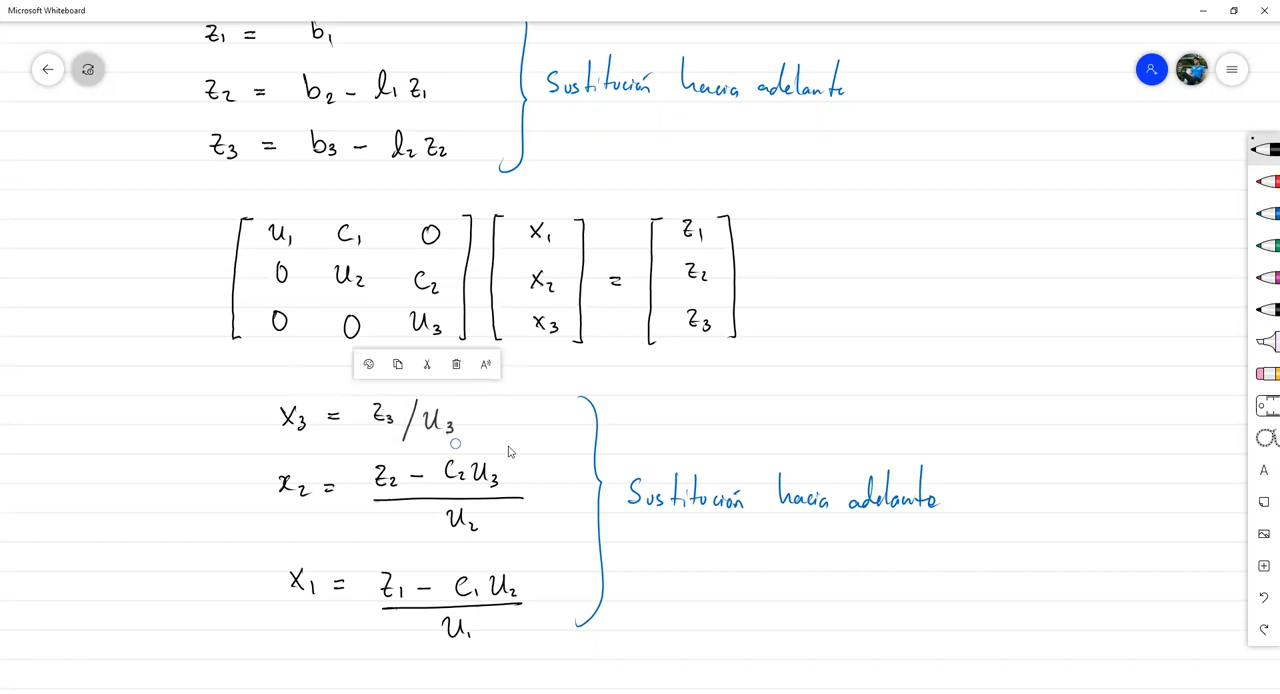 Microsoft Whiteboard
z₁ = b₁
z₂ = b₂ - l₁ z₁
z₃ = b₃ - l₂ z₂
Sustitución hacia adelante
u₁ c₁ 0 x₁ z₁
0 u₂ c₂ x₂ = z₂
0 0 u₃ x₃ z₃
x₃ = z₃ / u₃
x₂ = (z₂ - c₂ u₃) / u₂
x₁ = (z₁ - c₁ u₂) / u₁
Sustitución hacia adelante